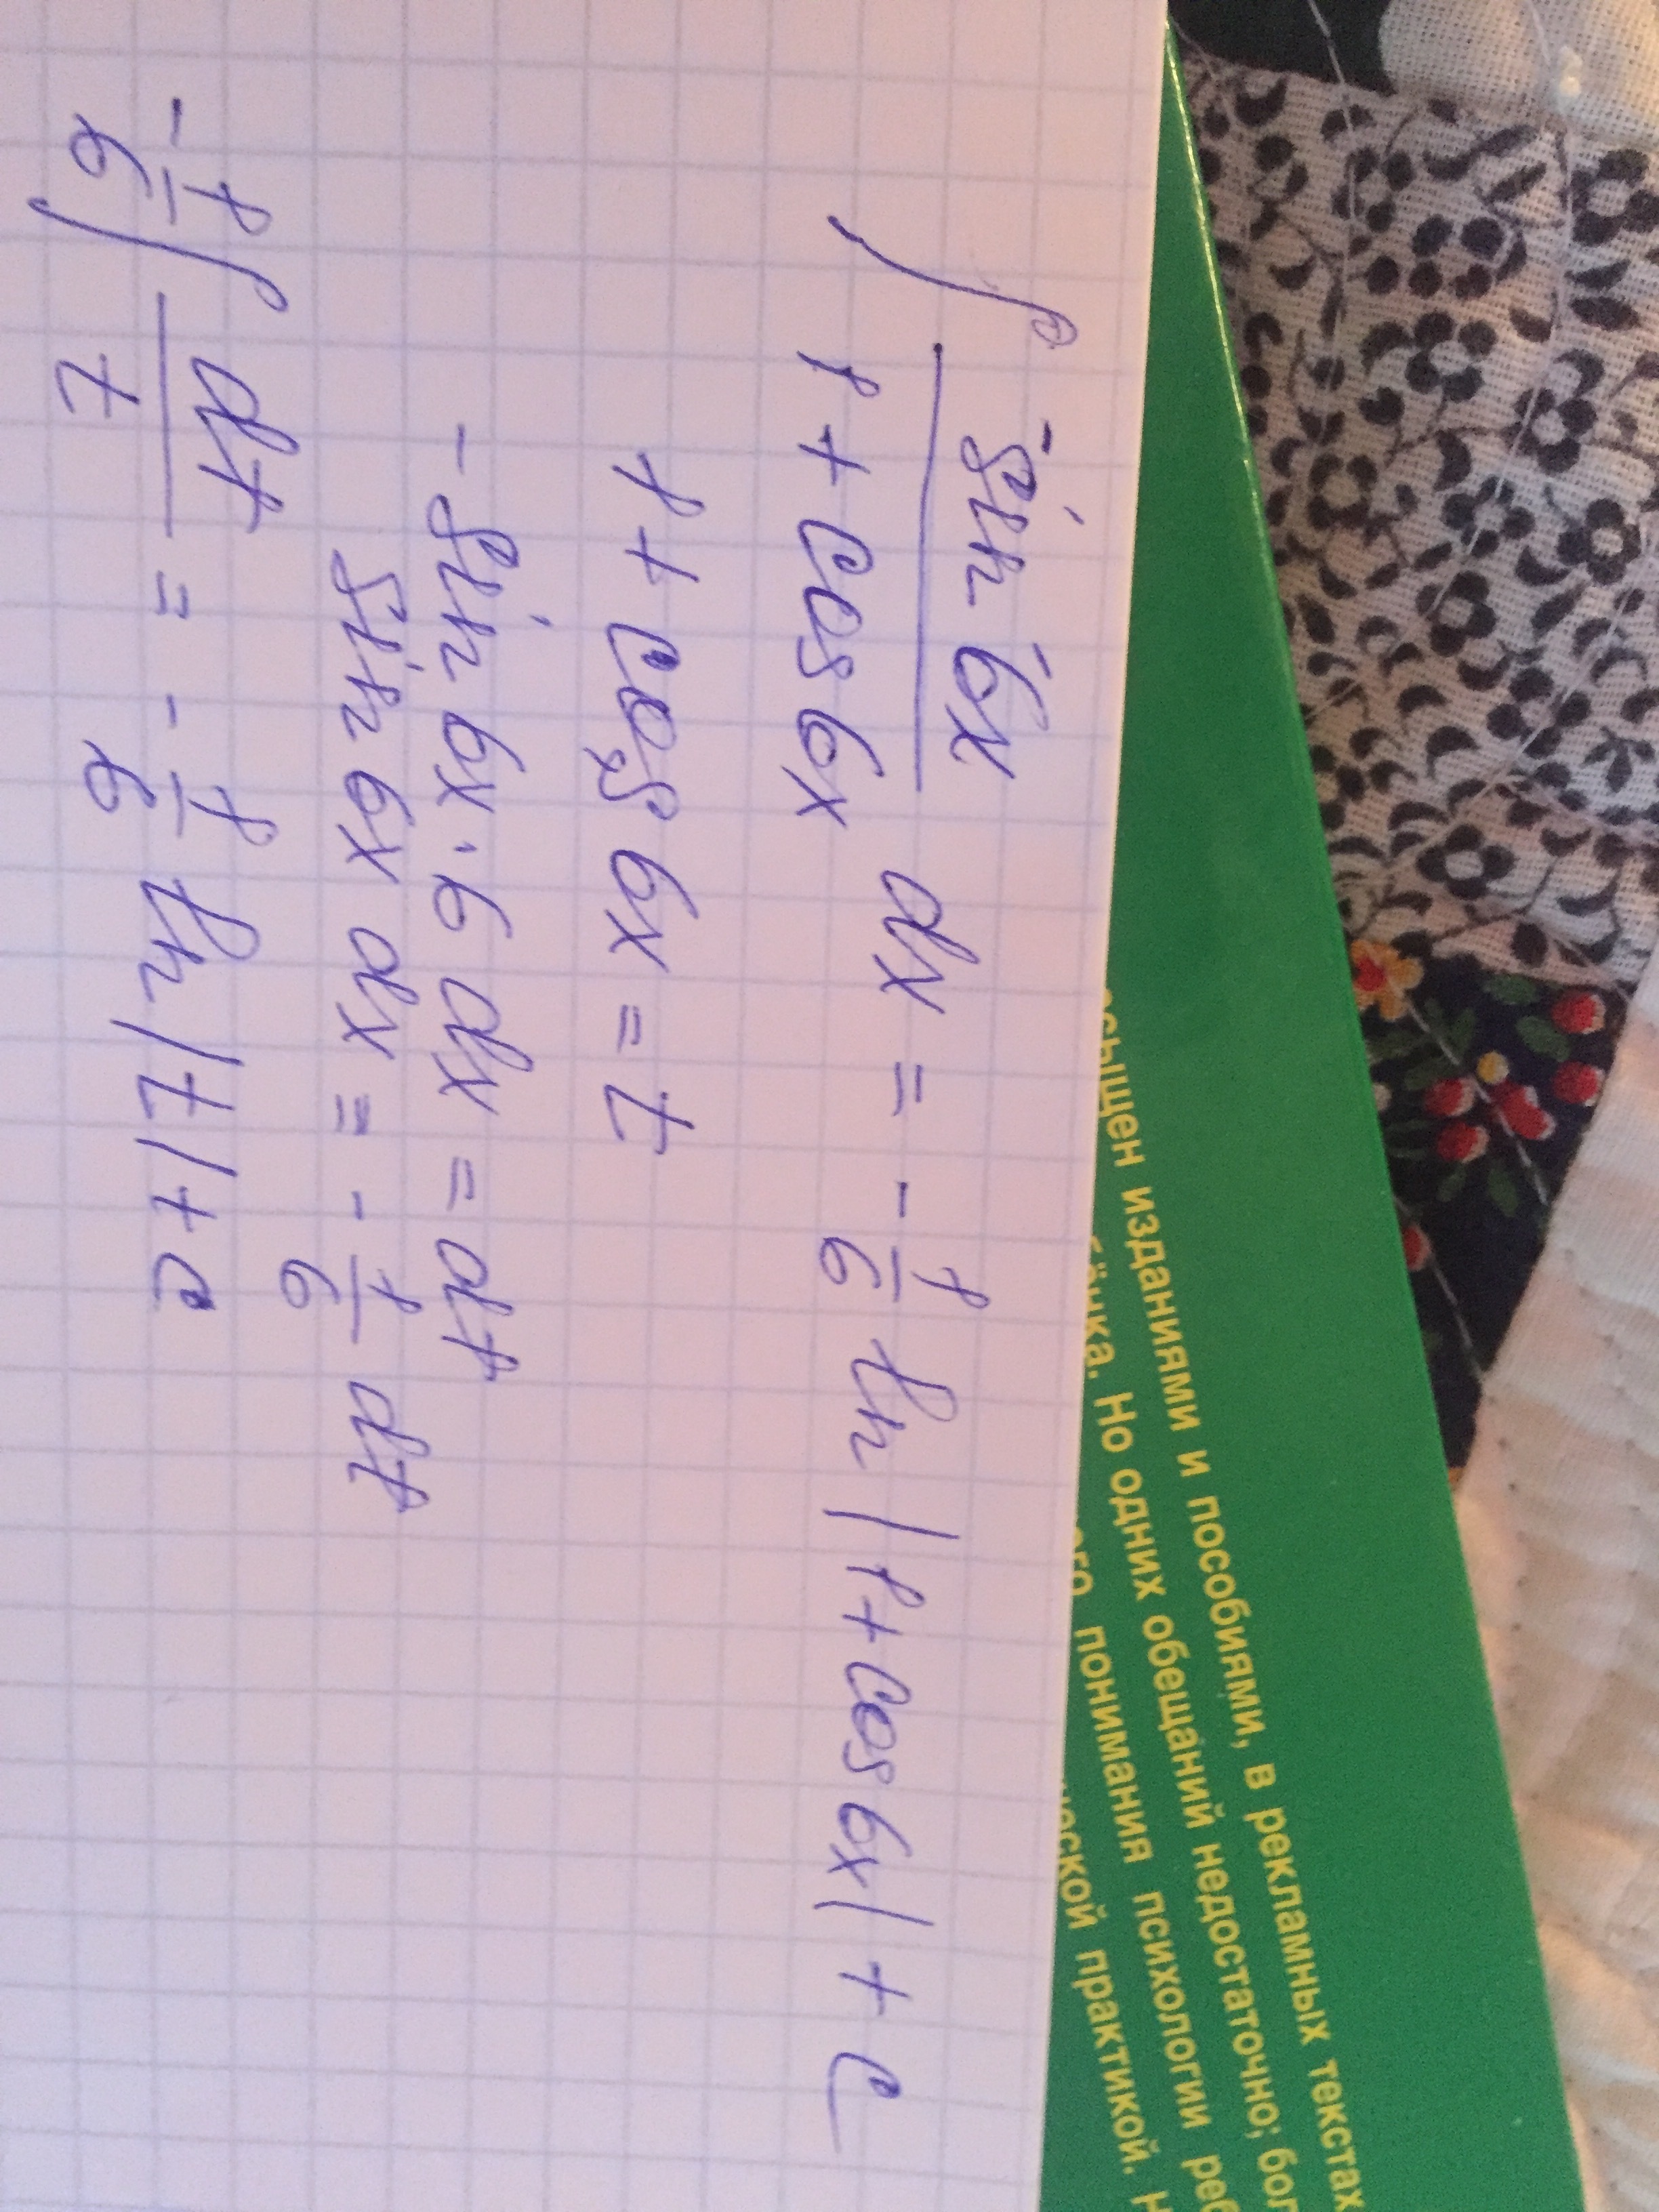 ∫ sin 6x / (1 + cos 6x) dx = - 1/6 ln |1 + cos 6x| + c
1 + cos 6x = t
- sin 6x · 6 dx = dt
sin 6x dx = - 1/6 dt
- 1/6 ∫ dt/t = - 1/6 ln |t| + c
изданиями и пособиями, в рекламных текстах
Но одних обещаний недостаточно;
понимания психологии
практикой.